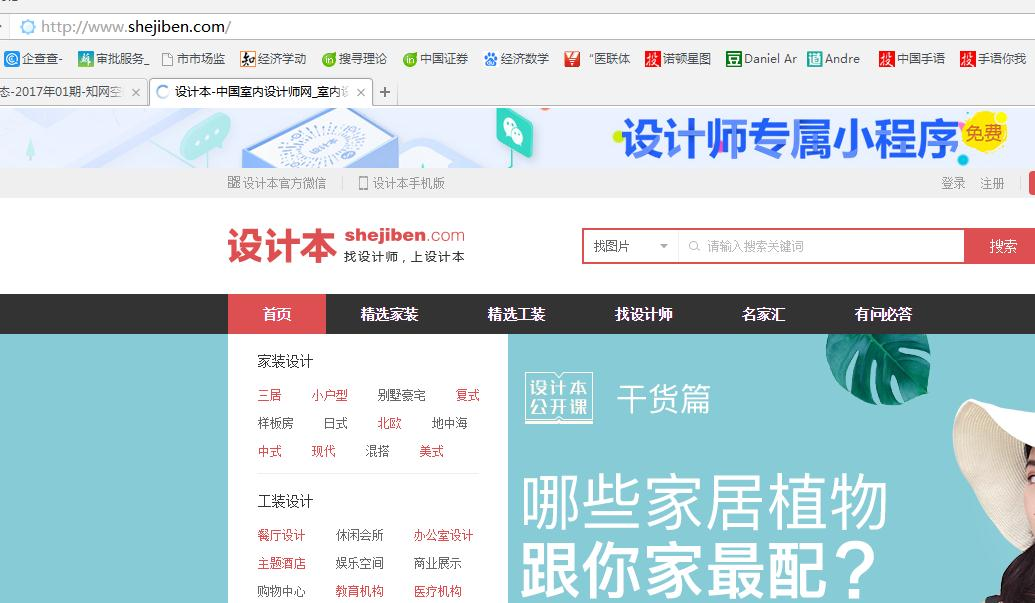 http://www.shejiben.com/
企查查-
审批服务_
市市场监
经济学动
搜寻理论
中国证券
经济数学
“医联体
诺顿星图
Daniel Ar
Andre
中国手语
手语你我
态-2017年01期-知网空
设计本-中国室内设计师网_室内设
设计师专属小程序
免费
设计本官方微信
设计本手机版
登录
注册
设计本
shejiben.com
找设计师，上设计本
找图片
请输入搜索关键词
搜索
首页
精选家装
精选工装
找设计师
名家汇
有问必答
家装设计
三居 小户型 别墅豪宅 复式
样板房 日式 北欧 地中海
中式 现代 混搭 美式
工装设计
餐厅设计 休闲会所 办公室设计
主题酒店 娱乐空间 商业展示
购物中心 教育机构 医疗机构
设计本
公开课
干货篇
哪些家居植物
跟你家最配？